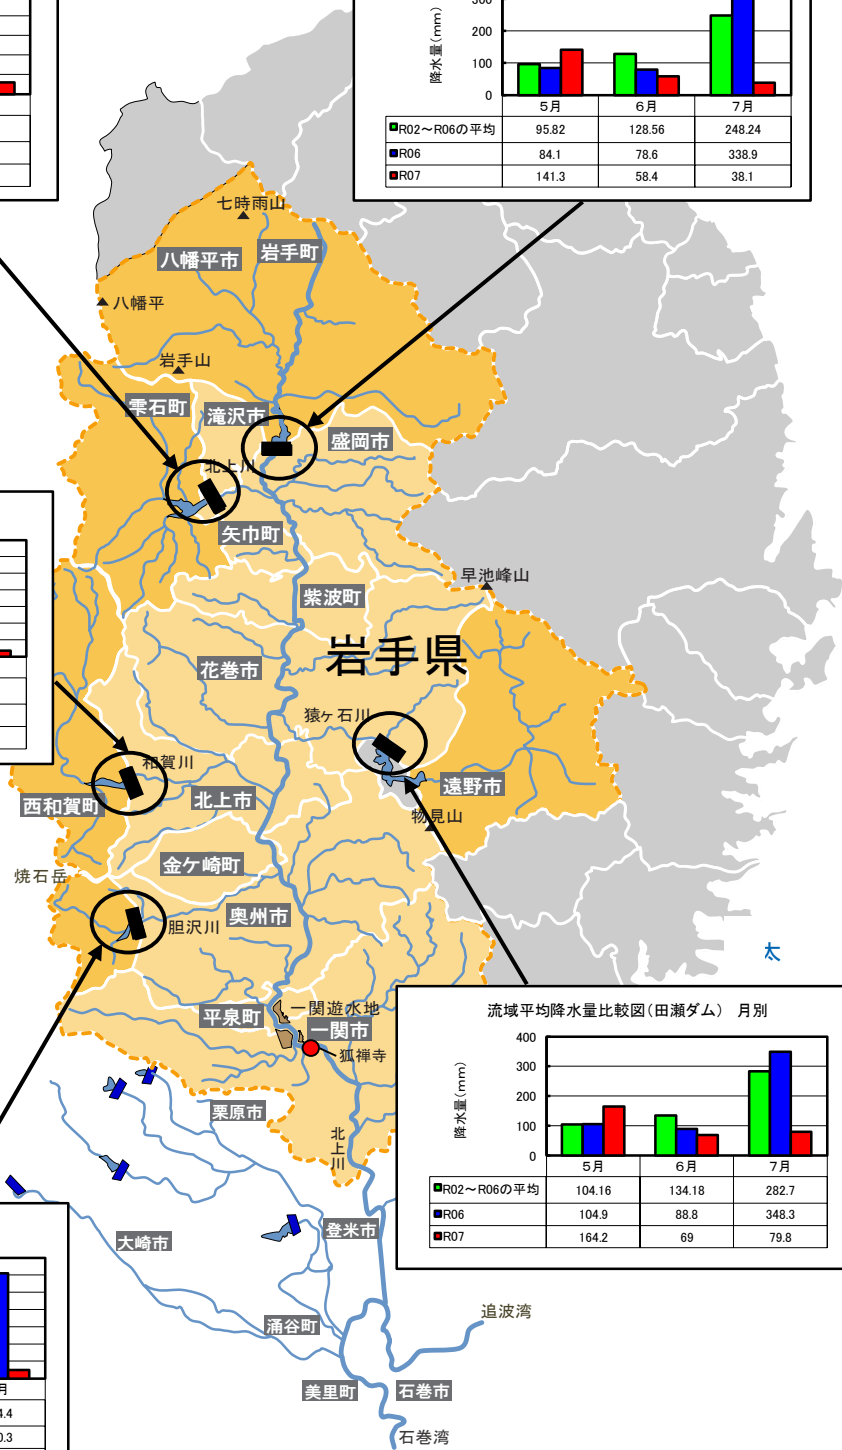 300
200
100
0
降水量(mm)
5月 6月 7月
R02～R06の平均 95.82 128.56 248.24
R06 84.1 78.6 338.9
R07 141.3 58.4 38.1
七時雨山
八幡平市
岩手町
八幡平
岩手山
雫石町
滝沢市
盛岡市
北上川
矢巾町
早池峰山
紫波町
岩手県
花巻市
猿ヶ石川
和賀川
遠野市
北上市
西和賀町
物見山
金ケ崎町
焼石岳
奥州市
胆沢川
太
一関遊水地
平泉町
一関市
狐禅寺
流域平均降水量比較図(田瀬ダム) 月別
400
300
200
100
0
降水量(mm)
5月 6月 7月
R02～R06の平均 104.16 134.18 282.7
R06 104.9 88.8 348.3
R07 164.2 69 79.8
栗原市
北上川
登米市
大崎市
追波湾
涌谷町
美里町
石巻市
石巻湾
月
4.4
0.3